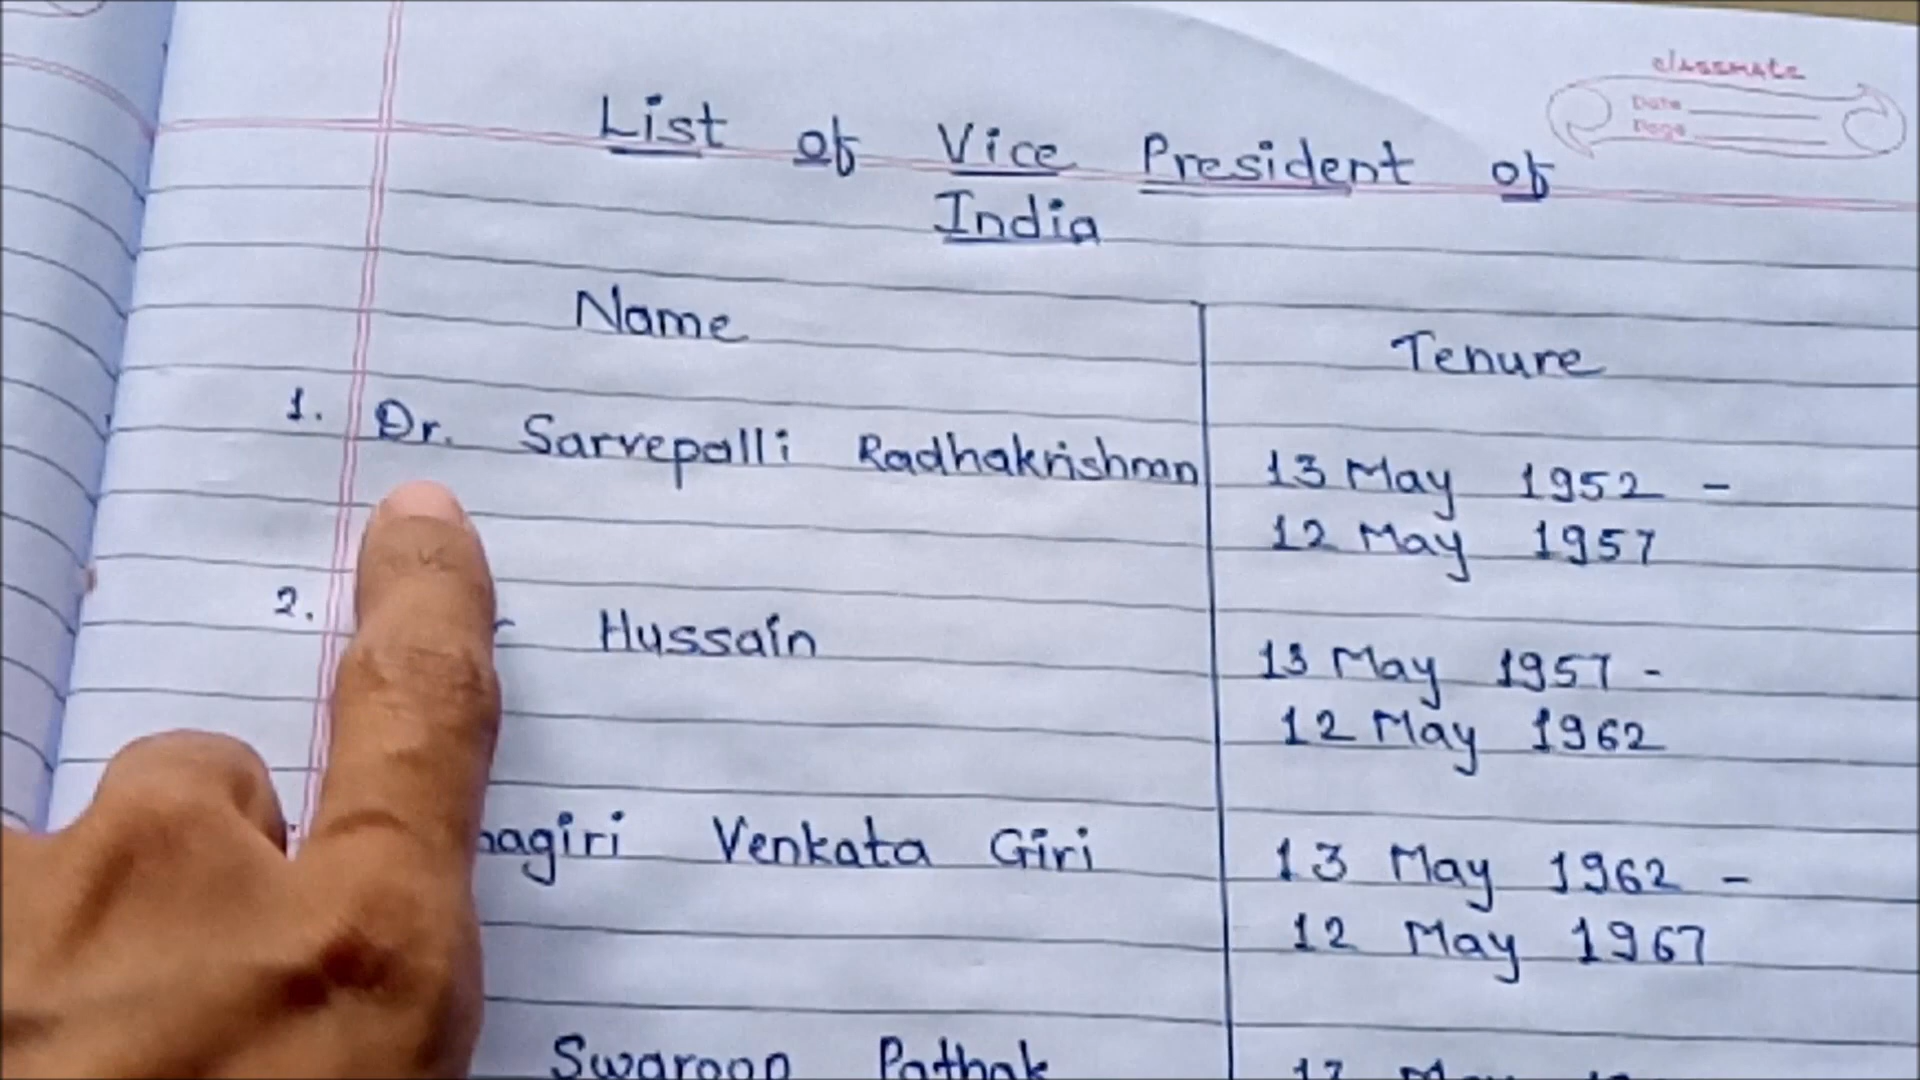 classmate
Date
Page
List of Vice President of
India
Name Tenure
1. Dr. Sarvepalli Radhakrishnan 13 May 1952 -
12 May 1957
2. Hussain 13 May 1957 -
12 May 1962
Venkata Giri 13 May 1962 -
12 May 1967
Swaroop Pathak